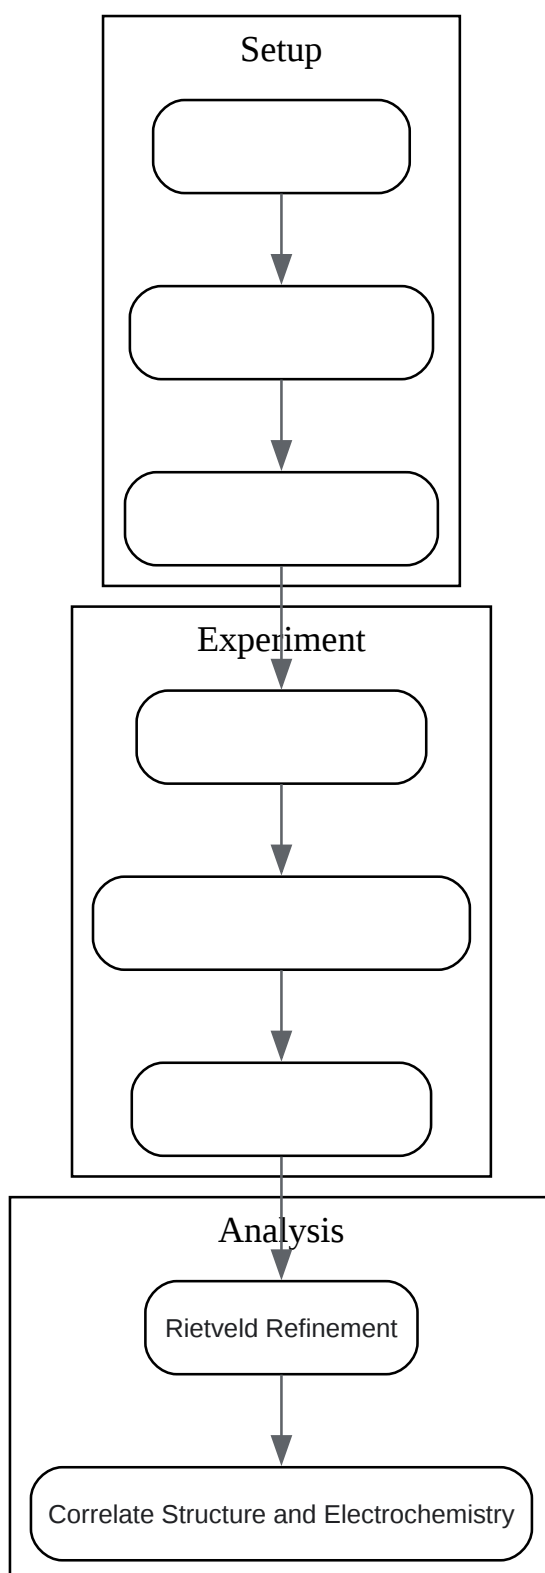 Setup
Experiment
Analysis
Rietveld Refinement
Correlate Structure and Electrochemistry